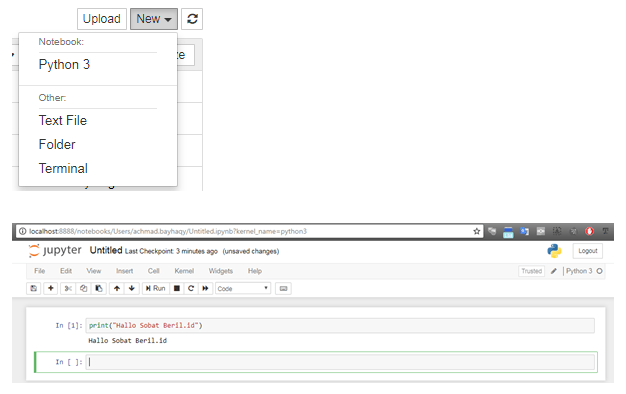 Upload New
Notebook:
Python 3
Other:
Text File
Folder
Terminal
localhost:8888/notebooks/Users/achmad.bayhaqy/Untitled.ipynb?kernel_name=python3
jupyter Untitled Last Checkpoint: 3 minutes ago (unsaved changes) Logout
File Edit View Insert Cell Kernel Widgets Help Trusted Python 3
Run Code
In [1]: print("Hallo Sobat Beril.id")
Hallo Sobat Beril.id
In [ ]: